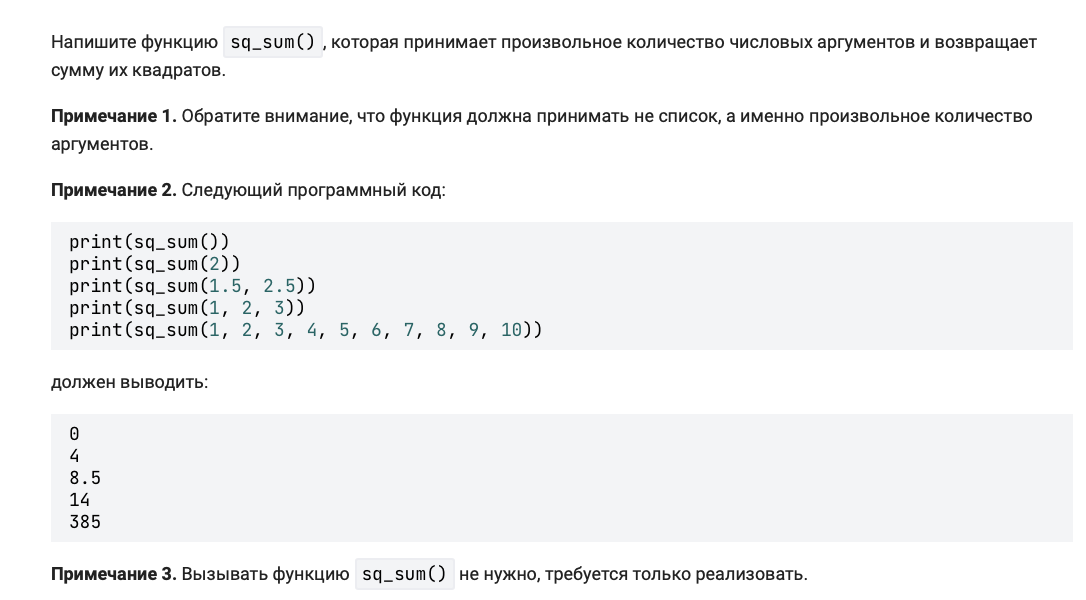 Напишите функцию sq_sum(), которая принимает произвольное количество числовых аргументов и возвращает
сумму их квадратов.
Примечание 1. Обратите внимание, что функция должна принимать не список, а именно произвольное количество
аргументов.
Примечание 2. Следующий программный код:
print(sq_sum())
print(sq_sum(2))
print(sq_sum(1.5, 2.5))
print(sq_sum(1, 2, 3))
print(sq_sum(1, 2, 3, 4, 5, 6, 7, 8, 9, 10))
должен выводить:
0
4
8.5
14
385
Примечание 3. Вызывать функцию sq_sum() не нужно, требуется только реализовать.